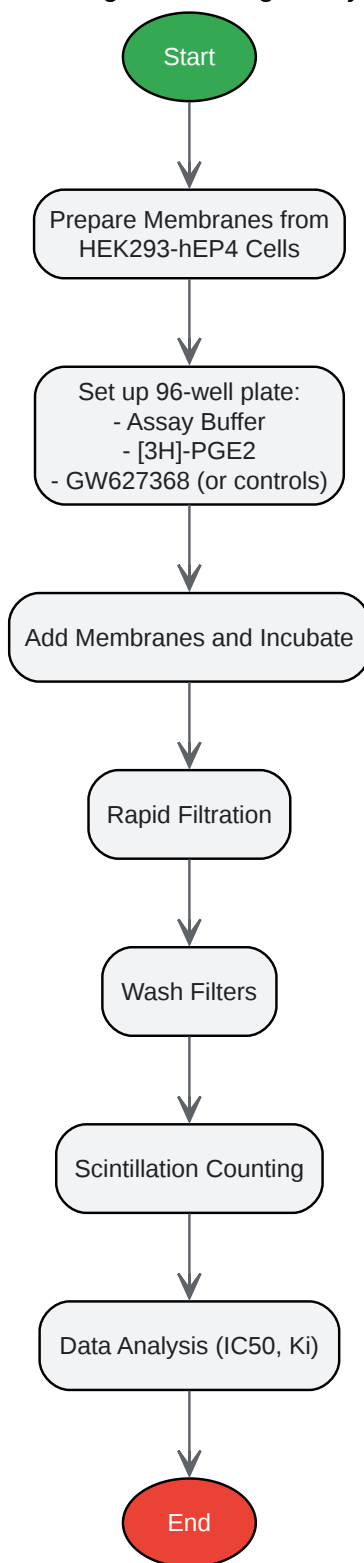 Start
Prepare Membranes from
HEK293-hEP4 Cells
Set up 96-well plate:
- Assay Buffer
- [3H]-PGE2
- GW627368 (or controls)
Add Membranes and Incubate
Rapid Filtration
Wash Filters
Scintillation Counting
Data Analysis (IC50, Ki)
End